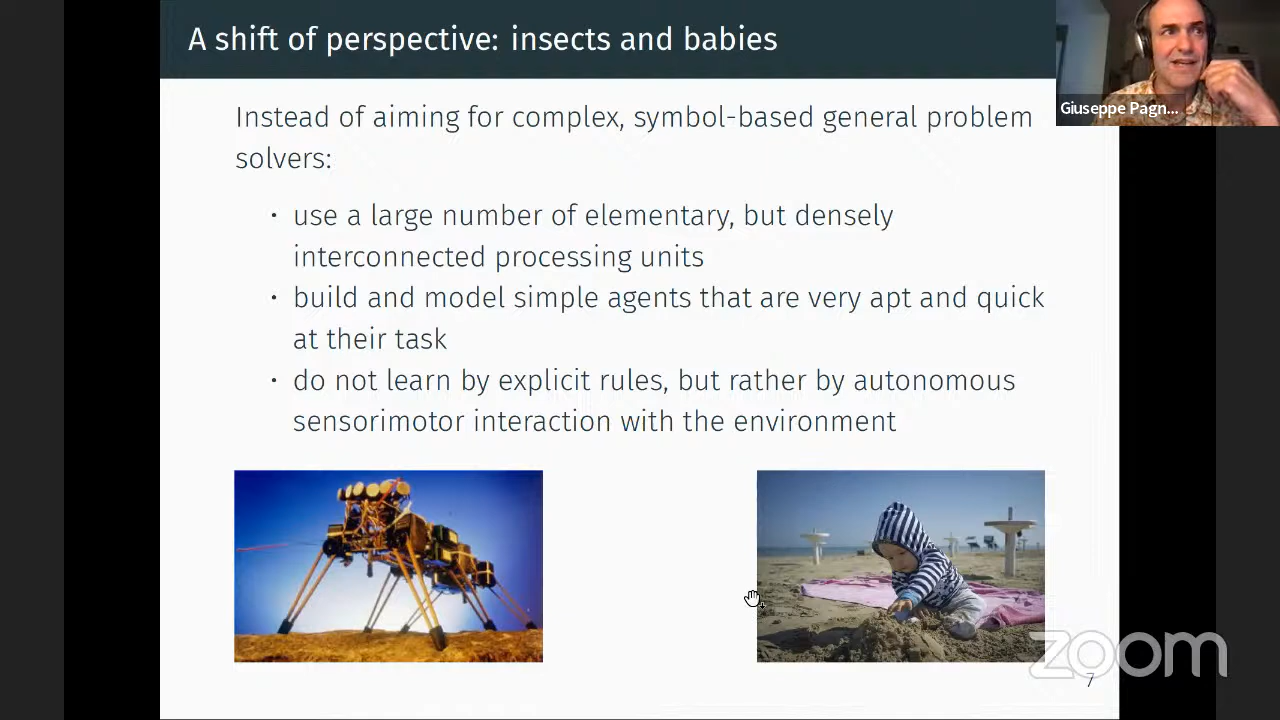 A shift of perspective: insects and babies
Giuseppe Pagn...
Instead of aiming for complex, symbol-based general problem
solvers:
• use a large number of elementary, but densely
interconnected processing units
• build and model simple agents that are very apt and quick
at their task
• do not learn by explicit rules, but rather by autonomous
sensorimotor interaction with the environment
zoom
7